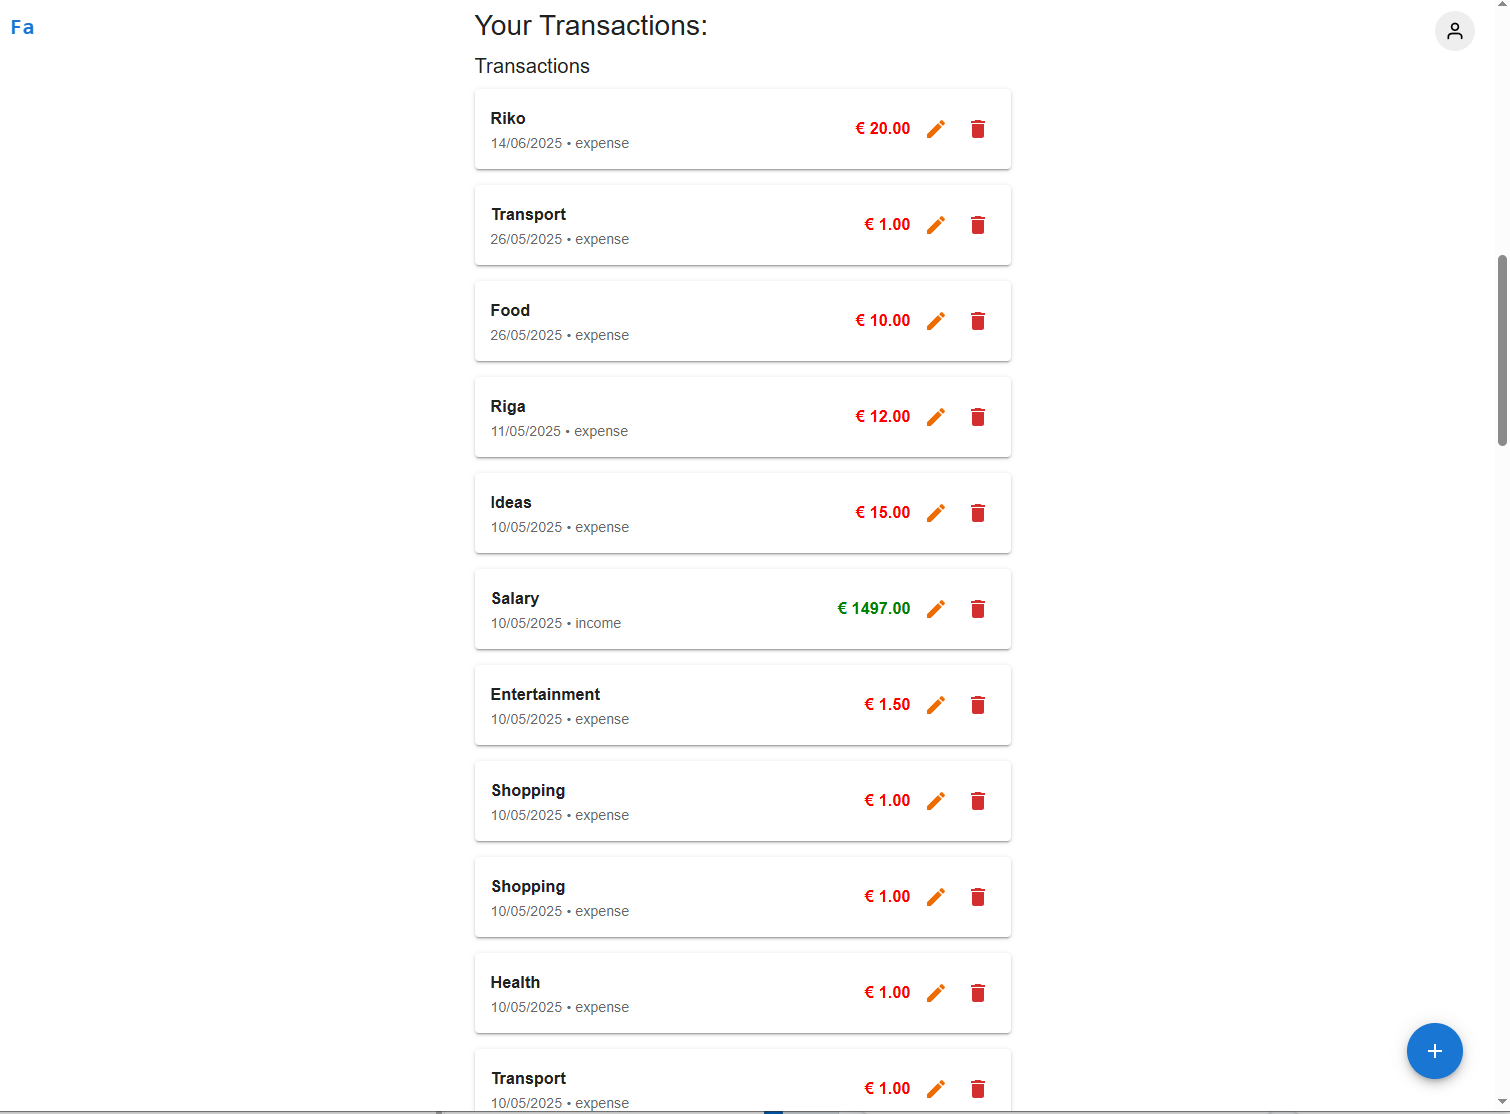 Fa
Your Transactions:
Transactions
Riko
€ 20.00
14/06/2025 • expense
Transport
€ 1.00
26/05/2025 • expense
Food
€ 10.00
26/05/2025 • expense
Riga
€ 12.00
11/05/2025 • expense
Ideas
€ 15.00
10/05/2025 • expense
Salary
€ 1497.00
10/05/2025 • income
Entertainment
€ 1.50
10/05/2025 • expense
Shopping
€ 1.00
10/05/2025 • expense
Shopping
€ 1.00
10/05/2025 • expense
Health
€ 1.00
10/05/2025 • expense
Transport
€ 1.00
10/05/2025 • expense